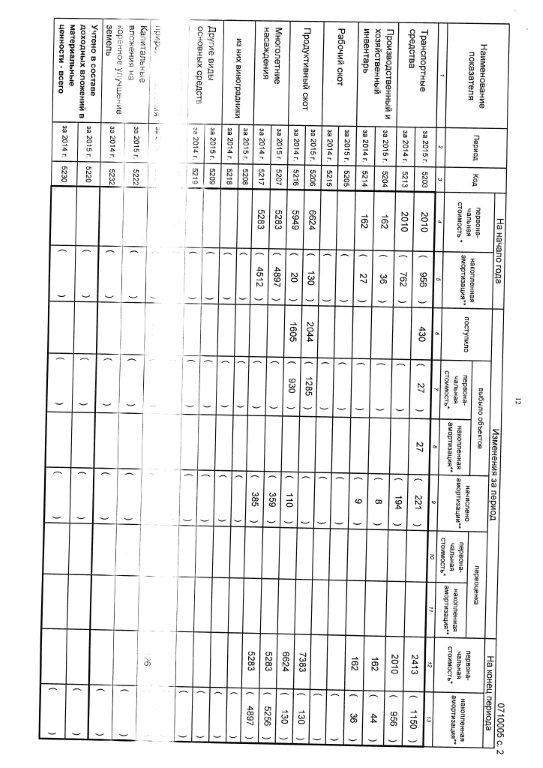 12
0710005 с. 2
Наименование показателя | Период | Код | На начало года | Изменения за период | На конец периода
первона-чальная стоимость* | накопленная амортизация** | поступило | выбыло объектов | начислено амортизации** | переоценка | первона-чальная стоимость* | накопленная амортизация**
первона-чальная стоимость* | накопленная амортизация** | первона-чальная стоимость* | накопленная амортизация**
1 | 2 | 3 | 4 | 5 | 6 | 7 | 8 | 9 | 10 | 11 | 12 | 13
Транспортные средства | за 2015 г. | 5203 | 2010 | ( 956 ) | 430 | ( 27 ) | 27 | ( 221 ) | | | 2413 | ( 1150 )
за 2014 г. | 5213 | 2010 | ( 762 ) | | ( ) | | ( 194 ) | | | 2010 | ( 956 )
Производственный и хозяйственный инвентарь | за 2015 г. | 5204 | 162 | ( 36 ) | | ( ) | | ( 8 ) | | | 162 | ( 44 )
за 2014 г. | 5214 | 162 | ( 27 ) | | ( ) | | ( 9 ) | | | 162 | ( 36 )
Рабочий скот | за 2015 г. | 5205 | | ( ) | | ( ) | | ( ) | | | | ( )
за 2014 г. | 5215 | | ( ) | | ( ) | | ( ) | | | | ( )
Продуктивный скот | за 2015 г. | 5206 | 6624 | ( 130 ) | 2044 | ( 1285 ) | | ( ) | | | 7383 | ( 130 )
за 2014 г. | 5216 | 5949 | ( 20 ) | 1605 | ( 930 ) | | ( 110 ) | | | 6624 | ( 130 )
Многолетние насаждения | за 2015 г. | 5207 | 5283 | ( 4897 ) | | ( ) | | ( 359 ) | | | 5283 | ( 5256 )
за 2014 г. | 5217 | 5283 | ( 4512 ) | | ( ) | | ( 385 ) | | | 5283 | ( 4897 )
из них виноградники | за 2015 г. | 5208 | | ( ) | | ( ) | | ( ) | | | | ( )
за 2014 г. | 5218 | | ( ) | | ( ) | | ( ) | | | | ( )
Другие виды основных средств | за 2015 г. | 5209 | | ( ) | | ( ) | | ( ) | | | | ( )
за 2014 г. | 5219 | | ( ) | | ( ) | | ( ) | | | | ( )
Капитальные вложения на коренное улучшение земель | за 2015 г. | 5222 | | ( ) | | ( ) | | ( ) | | | | ( )
за 2014 г. | 5232 | | ( ) | | ( ) | | ( ) | | | | ( )
Учтено в составе доходных вложений в материальные ценности - всего | за 2015 г. | 5220 | | ( ) | | ( ) | | ( ) | | | | ( )
за 2014 г. | 5230 | | ( ) | | ( ) | | ( ) | | | | ( )